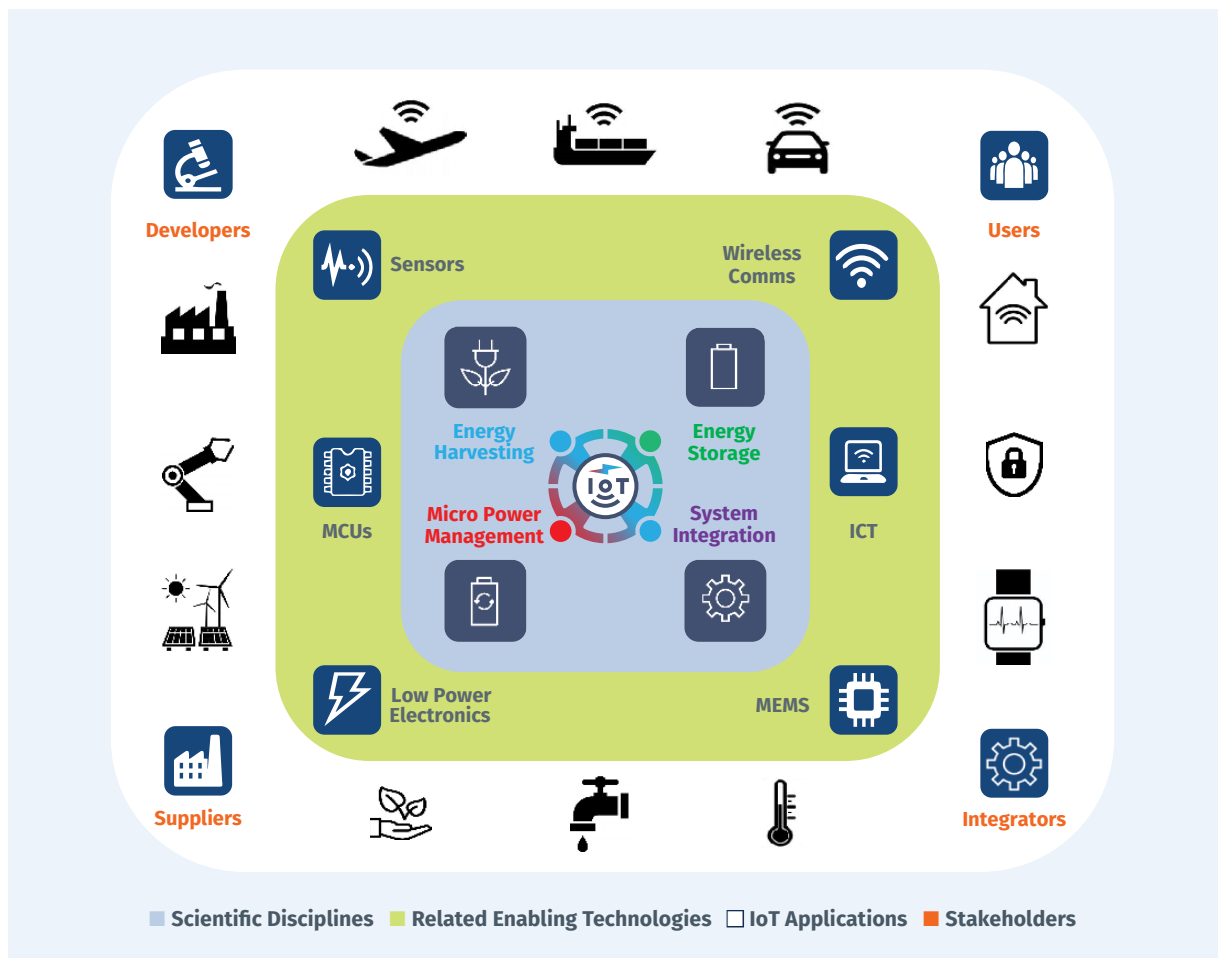 Developers
Users
Sensors
Wireless
Comms
Energy
Harvesting
Energy
Storage
IoT
Micro Power
Management
System
Integration
MCUs
ICT
Low Power
Electronics
MEMS
Suppliers
Integrators
Scientific Disciplines
Related Enabling Technologies
IoT Applications
Stakeholders